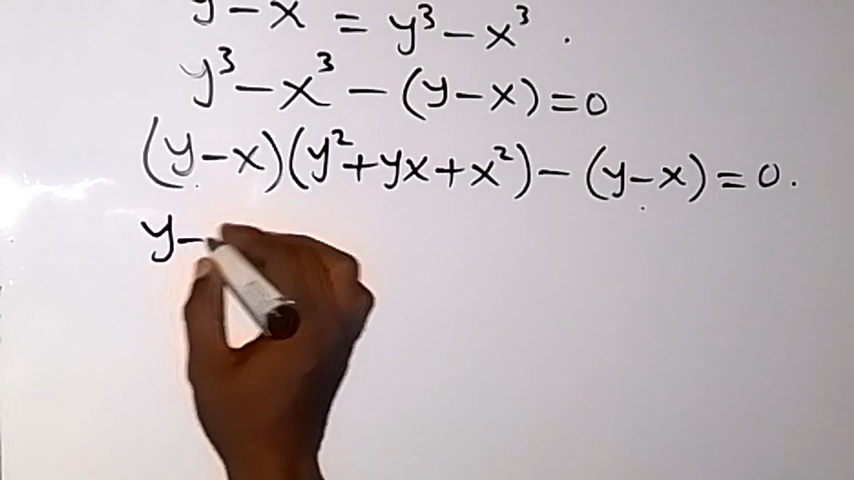 y - x = y³ - x³ .
y³ - x³ - (y - x) = 0
(y - x)(y² + yx + x²) - (y - x) = 0.
y -